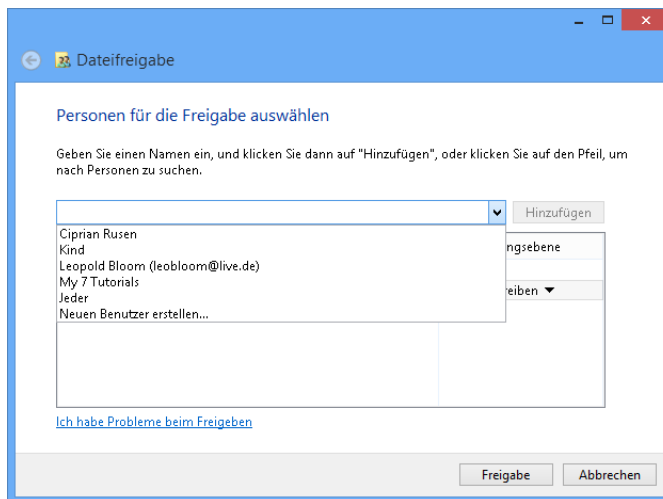 Dateifreigabe
Personen für die Freigabe auswählen
Geben Sie einen Namen ein, und klicken Sie dann auf "Hinzufügen", oder klicken Sie auf den Pfeil, um
nach Personen zu suchen.
Hinzufügen
Ciprian Rusen
Kind
Leopold Bloom (leobloom@live.de)
My 7 Tutorials
Jeder
Neuen Benutzer erstellen...
ngsebene
reiben
Ich habe Probleme beim Freigeben
Freigabe
Abbrechen